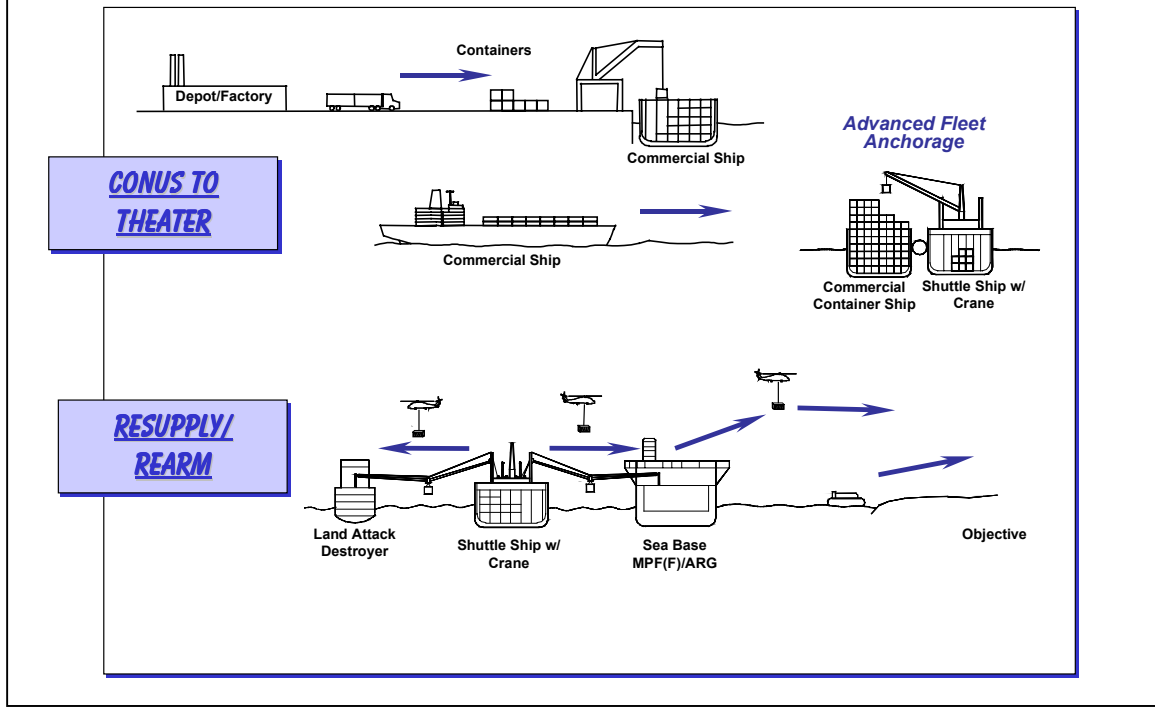 Containers
Depot/Factory
Commercial Ship
Advanced Fleet
Anchorage
CONUS TO
THEATER
Commercial Ship
Commercial
Container Ship
Shuttle Ship w/
Crane
RESUPPLY/
REARM
Land Attack
Destroyer
Shuttle Ship w/
Crane
Sea Base
MPF(F)/ARG
Objective